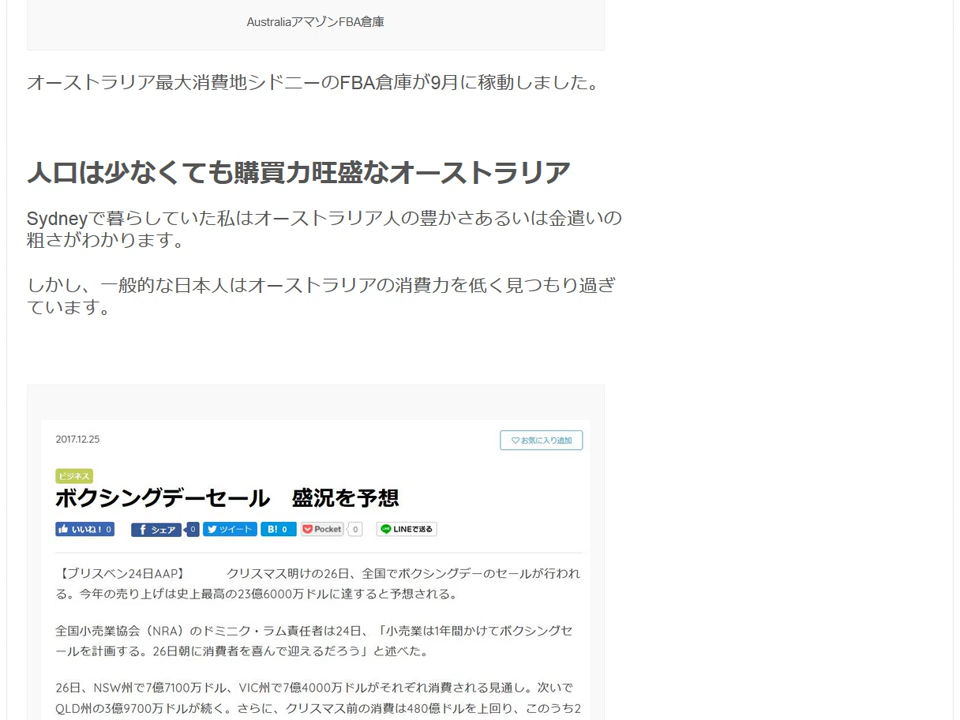 AustraliaアマゾンFBA倉庫
オーストラリア最大消費地シドニーのFBA倉庫が9月に稼動しました。
人口は少なくても購買力旺盛なオーストラリア
Sydneyで暮らしていた私はオーストラリア人の豊かさあるいは金遣いの
粗さがわかります。
しかし、一般的な日本人はオーストラリアの消費力を低く見つもり過ぎ
ています。
2017.12.25
♡お気に入り追加
ビジネス
ボクシングデーセール　盛況を予想
いいね！ 0 シェア 0 ツイート B! 0 Pocket 0 LINEで送る
【ブリスベン24日AAP】　　　クリスマス明けの26日、全国でボクシングデーのセールが行われ
る。今年の売り上げは史上最高の23億6000万ドルに達すると予想される。
全国小売業協会（NRA）のドミニク・ラム責任者は24日、「小売業は1年間かけてボクシングセ
ールを計画する。26日朝に消費者を喜んで迎えるだろう」と述べた。
26日、NSW州で7億7100万ドル、VIC州で7億4000万ドルがそれぞれ消費される見通し。次いで
QLD州の3億9700万ドルが続く。さらに、クリスマス前の消費は480億ドルを上回り、このうち2